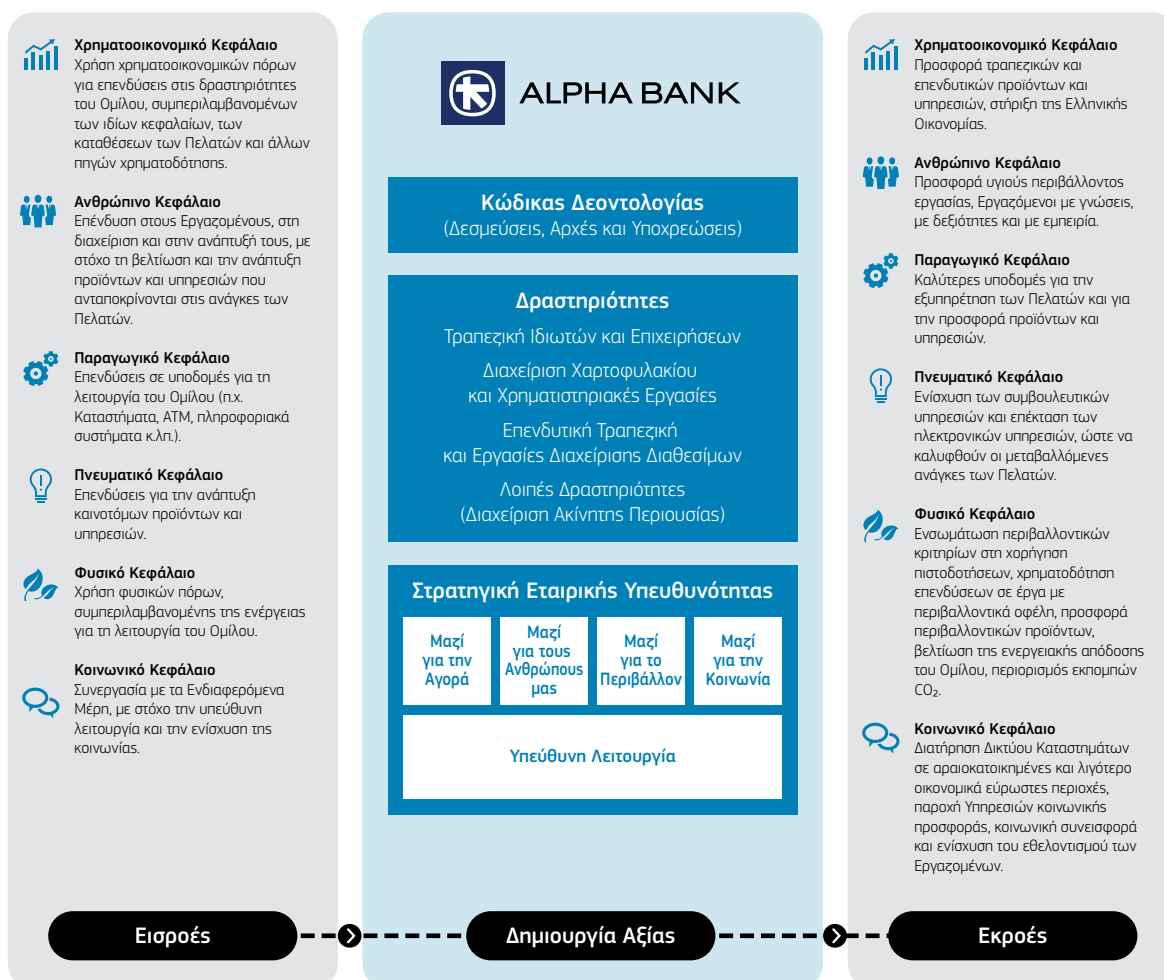 Χρηματοοικονομικό Κεφάλαιο
Χρήση χρηματοοικονομικών πόρων
για επενδύσεις στις δραστηριότητες
του Ομίλου, συμπεριλαμβανομένων
των ιδίων κεφαλαίων, των
καταθέσεων των Πελατών και άλλων
πηγών χρηματοδότησης.
Ανθρώπινο Κεφάλαιο
Επένδυση στους Εργαζομένους, στη
διαχείριση και στην ανάπτυξή τους, με
στόχο τη βελτίωση και την ανάπτυξη
προϊόντων και υπηρεσιών που
ανταποκρίνονται στις ανάγκες των
Πελατών.
Παραγωγικό Κεφάλαιο
Επενδύσεις σε υποδομές για τη
λειτουργία του Ομίλου (π.χ.
Καταστήματα, ATM, πληροφοριακά
συστήματα κ.λπ.).
Πνευματικό Κεφάλαιο
Επενδύσεις για την ανάπτυξη
καινοτόμων προϊόντων και
υπηρεσιών.
Φυσικό Κεφάλαιο
Χρήση φυσικών πόρων,
συμπεριλαμβανομένης της ενέργειας
για τη λειτουργία του Ομίλου.
Κοινωνικό Κεφάλαιο
Συνεργασία με τα Ενδιαφερόμενα
Μέρη, με στόχο την υπεύθυνη
λειτουργία και την ενίσχυση της
κοινωνίας.
Εισροές
ALPHA BANK
Κώδικας Δεοντολογίας
(Δεσμεύσεις, Αρχές και Υποχρεώσεις)
Δραστηριότητες
Τραπεζική Ιδιωτών και Επιχειρήσεων
Διαχείριση Χαρτοφυλακίου
και Χρηματιστηριακές Εργασίες
Επενδυτική Τραπεζική
και Εργασίες Διαχείρισης Διαθεσίμων
Λοιπές Δραστηριότητες
(Διαχείριση Ακίνητης Περιουσίας)
Στρατηγική Εταιρικής Υπευθυνότητας
Μαζί
για την
Αγορά
Μαζί
για τους
Ανθρώπους
μας
Μαζί
για το
Περιβάλλον
Μαζί
για την
Κοινωνία
Υπεύθυνη Λειτουργία
Δημιουργία Αξίας
Χρηματοοικονομικό Κεφάλαιο
Προσφορά τραπεζικών και
επενδυτικών προϊόντων και
υπηρεσιών, στήριξη της Ελληνικής
Οικονομίας.
Ανθρώπινο Κεφάλαιο
Προσφορά υγιούς περιβάλλοντος
εργασίας, Εργαζόμενοι με γνώσεις,
με δεξιότητες και με εμπειρία.
Παραγωγικό Κεφάλαιο
Καλύτερες υποδομές για την
εξυπηρέτηση των Πελατών και για
την προσφορά προϊόντων και
υπηρεσιών.
Πνευματικό Κεφάλαιο
Ενίσχυση των συμβουλευτικών
υπηρεσιών και επέκταση των
ηλεκτρονικών υπηρεσιών, ώστε να
καλυφθούν οι μεταβαλλόμενες
ανάγκες των Πελατών.
Φυσικό Κεφάλαιο
Ενσωμάτωση περιβαλλοντικών
κριτηρίων στη χορήγηση
πιστοδοτήσεων, χρηματοδότηση
επενδύσεων σε έργα με
περιβαλλοντικά οφέλη, προσφορά
περιβαλλοντικών προϊόντων,
βελτίωση της ενεργειακής απόδοσης
του Ομίλου, περιορισμός εκπομπών
CO₂.
Κοινωνικό Κεφάλαιο
Διατήρηση Δικτύου Καταστημάτων
σε αραιοκατοικημένες και λιγότερο
οικονομικά εύρωστες περιοχές,
παροχή Υπηρεσιών κοινωνικής
προσφοράς, κοινωνική συνεισφορά
και ενίσχυση του εθελοντισμού των
Εργαζομένων.
Εκροές